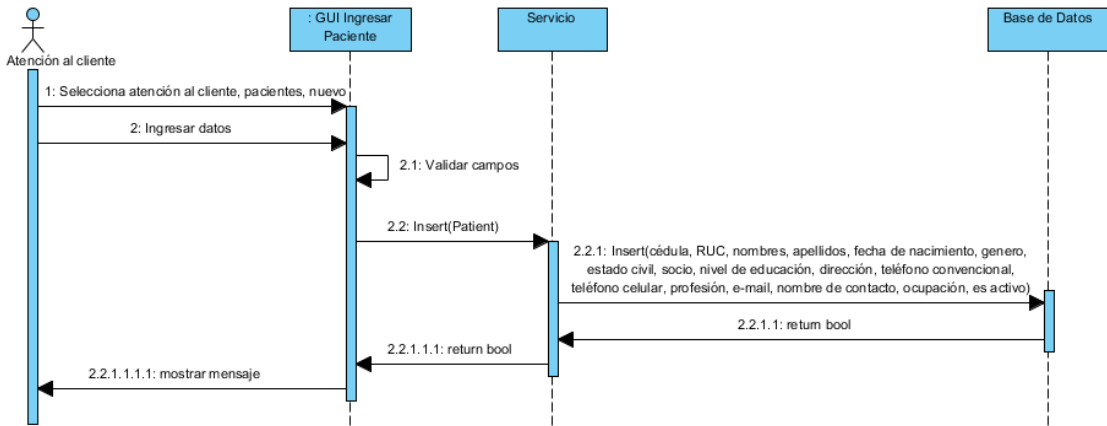 : GUI Ingresar
Paciente
Servicio
Base de Datos
Atención al cliente
1: Selecciona atención al cliente, pacientes, nuevo
2: Ingresar datos
2.1: Validar campos
2.2: Insert(Patient)
2.2.1: Insert(cédula, RUC, nombres, apellidos, fecha de nacimiento, genero,
estado civil, socio, nivel de educación, dirección, teléfono convencional,
teléfono celular, profesión, e-mail, nombre de contacto, ocupación, es activo)
2.2.1.1: return bool
2.2.1.1.1: return bool
2.2.1.1.1.1: mostrar mensaje